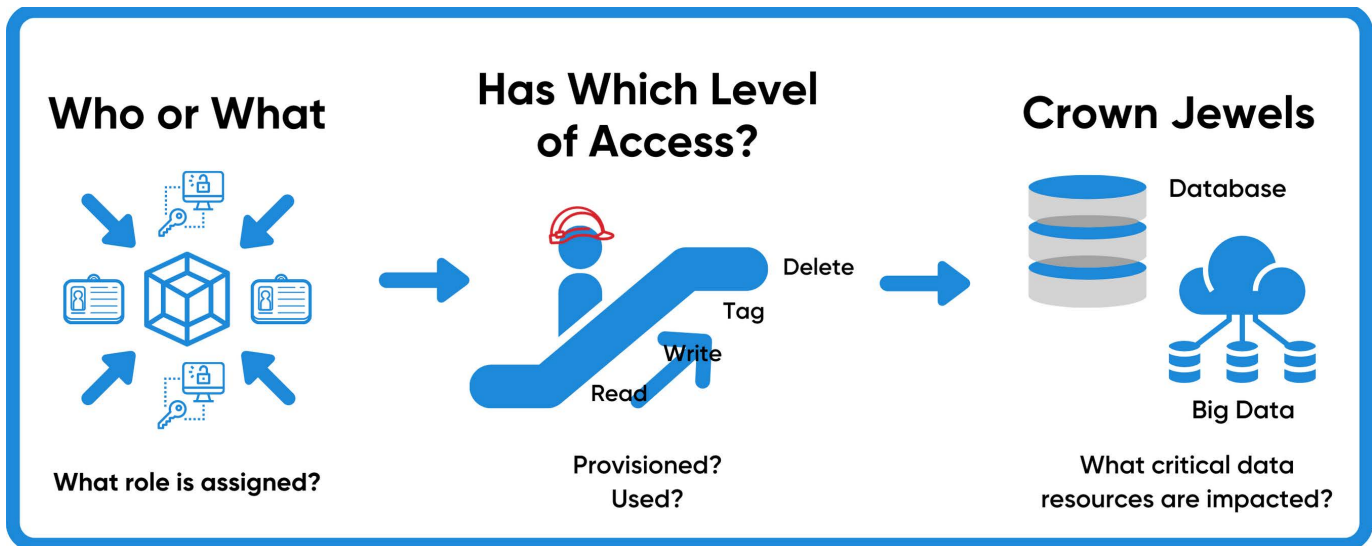 Who or What
What role is assigned?
Has Which Level
of Access?
Delete
Tag
Write
Read
Provisioned?
Used?
Crown Jewels
Database
Big Data
What critical data
resources are impacted?